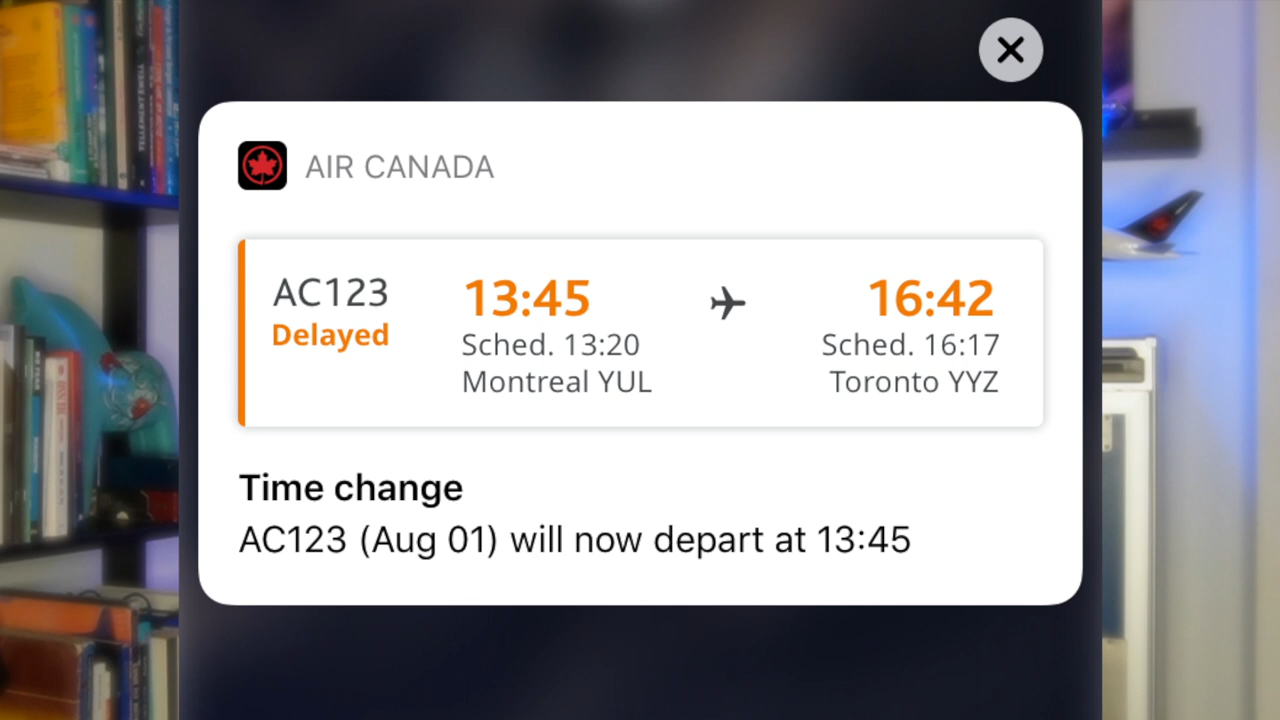 AIR CANADA
AC123
Delayed
13:45
Sched. 13:20
Montreal YUL
16:42
Sched. 16:17
Toronto YYZ
Time change
AC123 (Aug 01) will now depart at 13:45